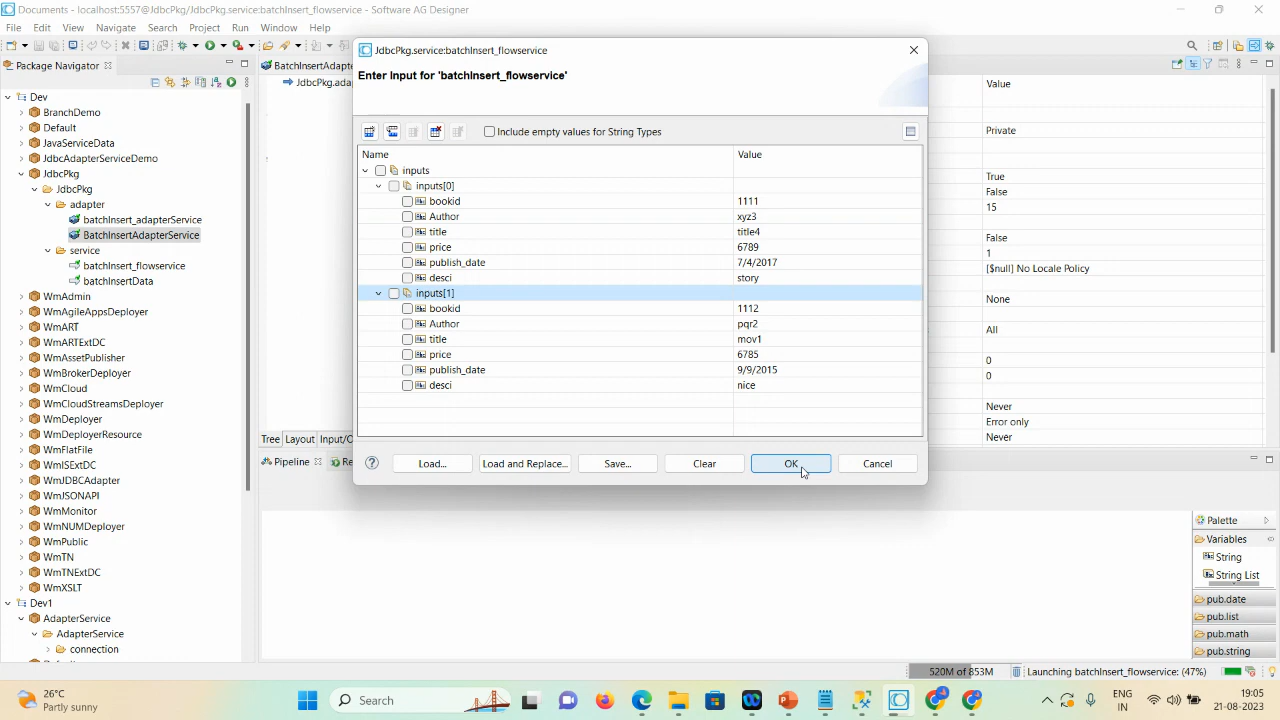 Documents - localhost:5557@JdbcPkg/JdbcPkg.service:batchInsert_flowservice - Software AG Designer
File Edit View Navigate Search Project Run Window Help
Package Navigator
Dev
BranchDemo
Default
JavaServiceData
JdbcAdapterServiceDemo
JdbcPkg
JdbcPkg
adapter
batchInsert_adapterService
BatchInsertAdapterService
service
batchInsert_flowservice
batchInsertData
WmAdmin
WmAgileAppsDeployer
WmART
WmARTExtDC
WmAssetPublisher
WmBrokerDeployer
WmCloud
WmCloudStreamsDeployer
WmDeployer
WmDeployerResource
WmFlatFile
WmISExtDC
WmJDBCAdapter
WmJSONAPI
WmMonitor
WmNUMDeployer
WmPublic
WmTN
WmTNExtDC
WmXSLT
Dev1
AdapterService
AdapterService
connection
BatchInsertAdapte
JdbcPkg.adap
Tree Layout Input/O
Pipeline Re
JdbcPkg.service:batchInsert_flowservice
Enter Input for 'batchInsert_flowservice'
Include empty values for String Types
Name Value
inputs
inputs[0]
bookid 1111
Author xyz3
title title4
price 6789
publish_date 7/4/2017
desci story
inputs[1]
bookid 1112
Author pqr2
title mov1
price 6785
publish_date 9/9/2015
desci nice
Load... Load and Replace... Save... Clear OK Cancel
Value
Private
True
False
15
False
1
[$null] No Locale Policy
None
All
0
0
Never
Error only
Never
Palette
Variables
String
String List
pub.date
pub.list
pub.math
pub.string
520M of 853M Launching batchInsert_flowservice: (47%)
26°C
Partly sunny
Search
ENG
IN
19:05
21-08-2023